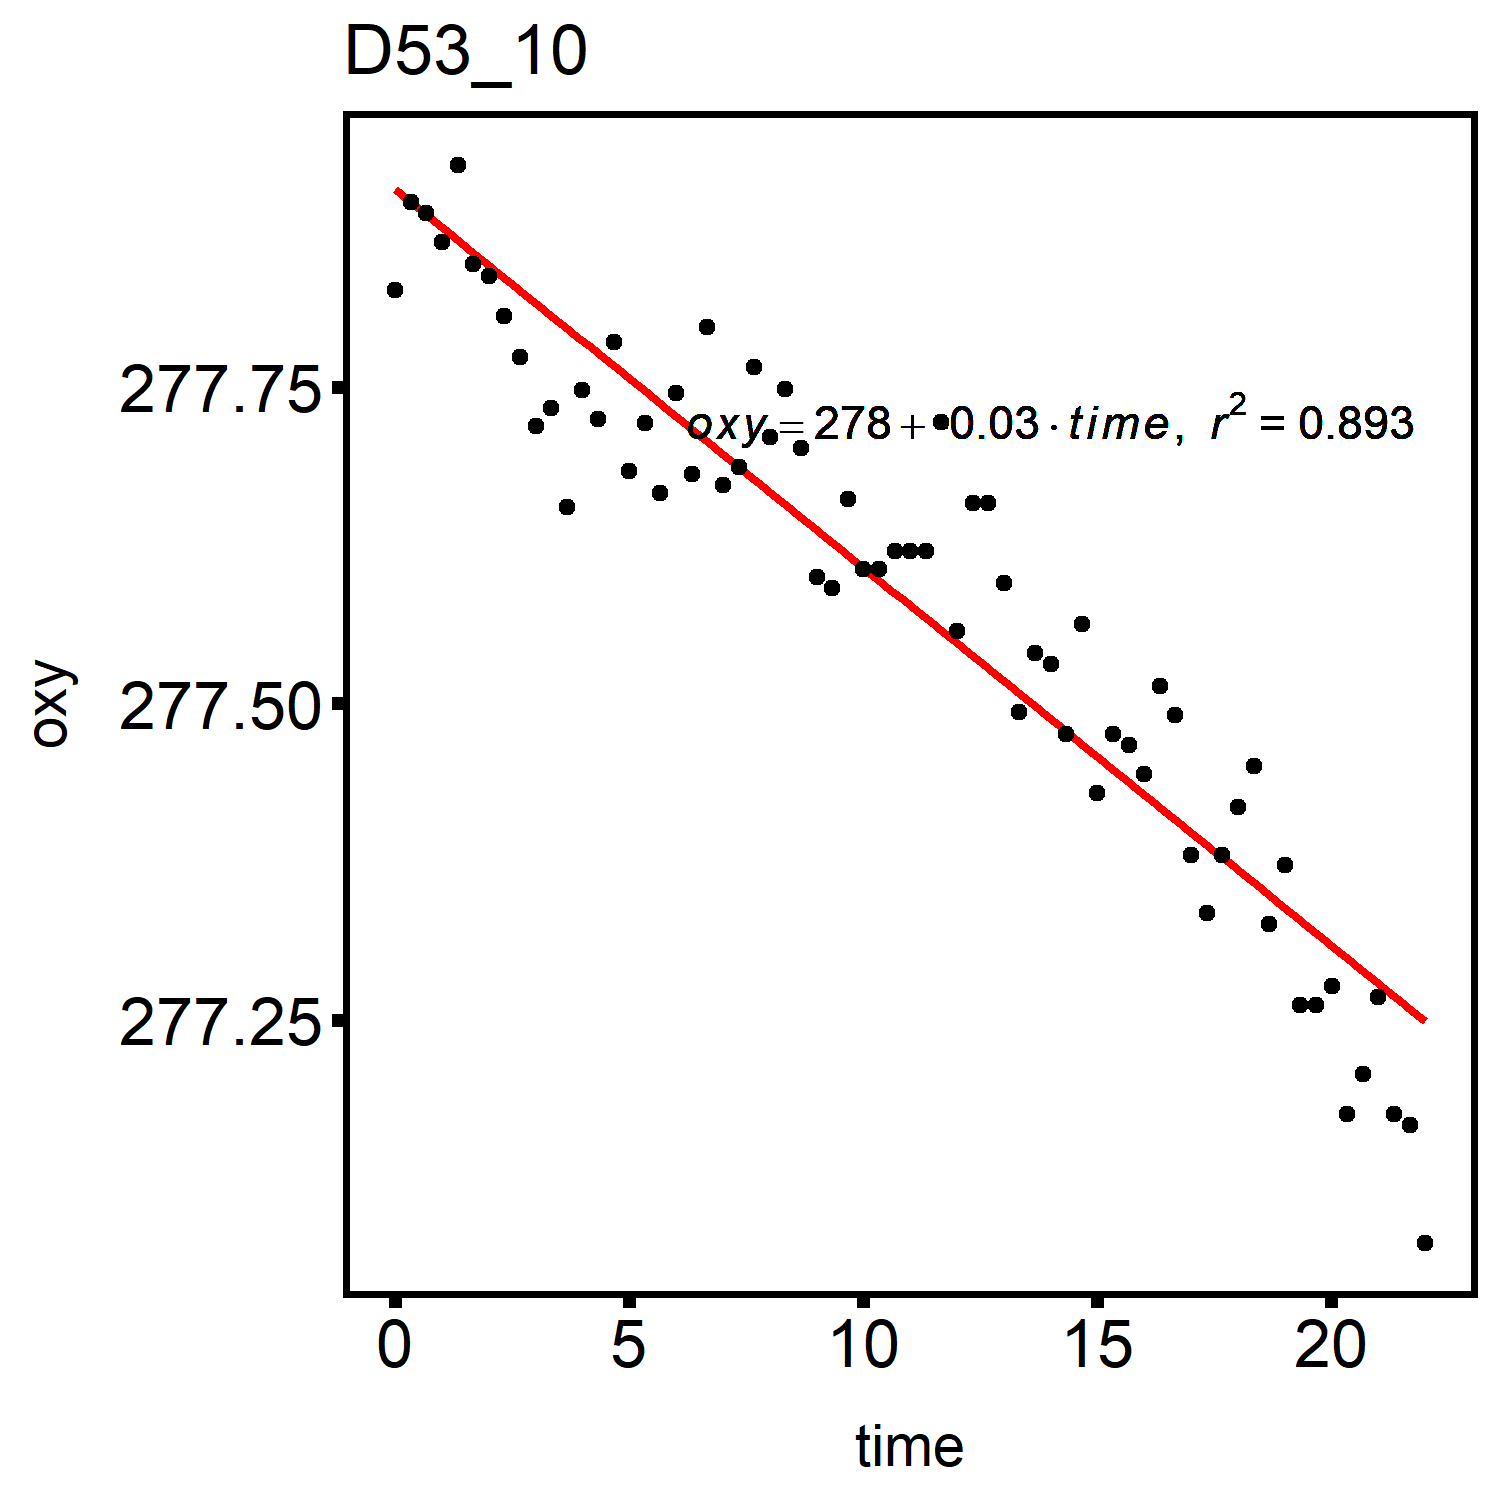 D53_10
277.75
oxy = 278 + 0.03 · time, r² = 0.893
277.50
oxy
277.25
0 5 10 15 20
time